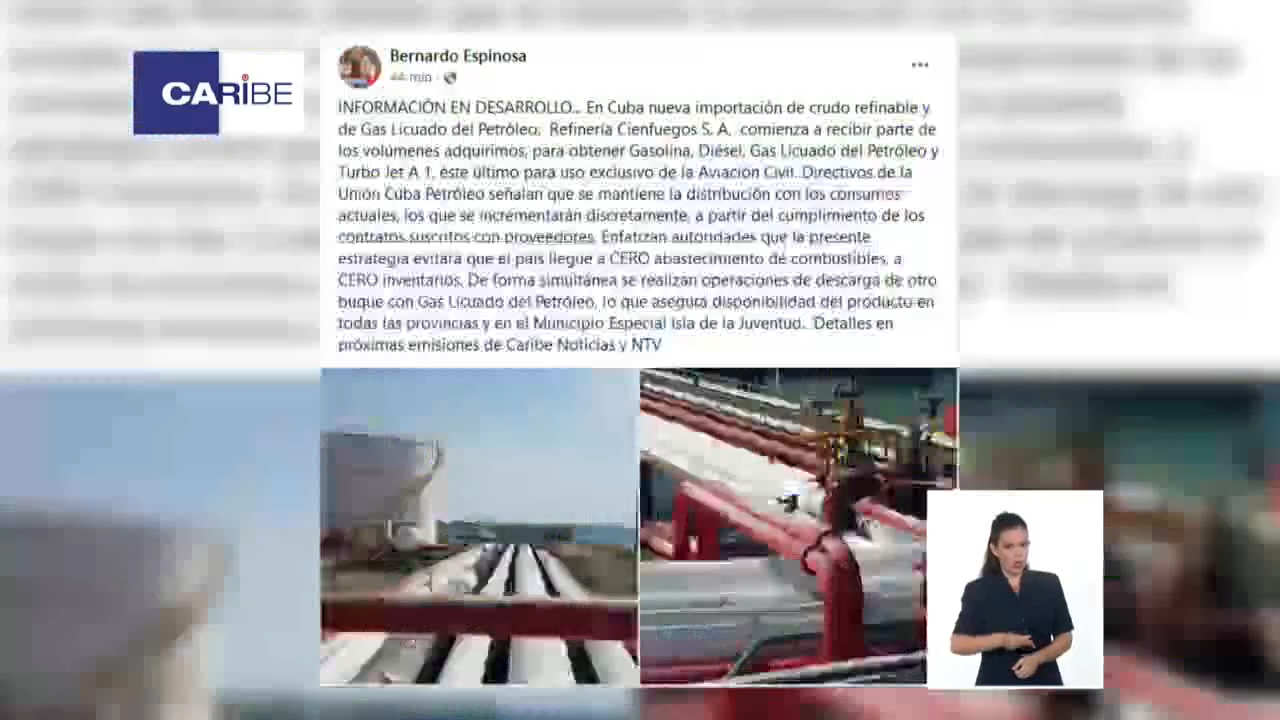 CARIBE
Bernardo Espinosa
44 min
INFORMACIÓN EN DESARROLLO... En Cuba nueva importación de crudo refinable y
de Gas Licuado del Petróleo. Refinería Cienfuegos S. A. comienza a recibir parte de
los volúmenes adquirimos, para obtener Gasolina, Diésel, Gas Licuado del Petróleo y
Turbo Jet A 1, éste último para uso exclusivo de la Aviación Civil. Directivos de la
Unión Cuba Petróleo señalan que se mantiene la distribución con los consumos
actuales, los que se incrementarán discretamente, a partir del cumplimiento de los
contratos suscritos con proveedores. Enfatizan autoridades que la presente
estrategia evitará que el país llegue a CERO abastecimiento de combustibles, a
CERO inventarios. De forma simultánea se realizan operaciones de descarga de otro
buque con Gas Licuado del Petróleo, lo que asegura disponibilidad del producto en
todas las provincias y en el Municipio Especial Isla de la Juventud. Detalles en
próximas emisiones de Caribe Noticias y NTV